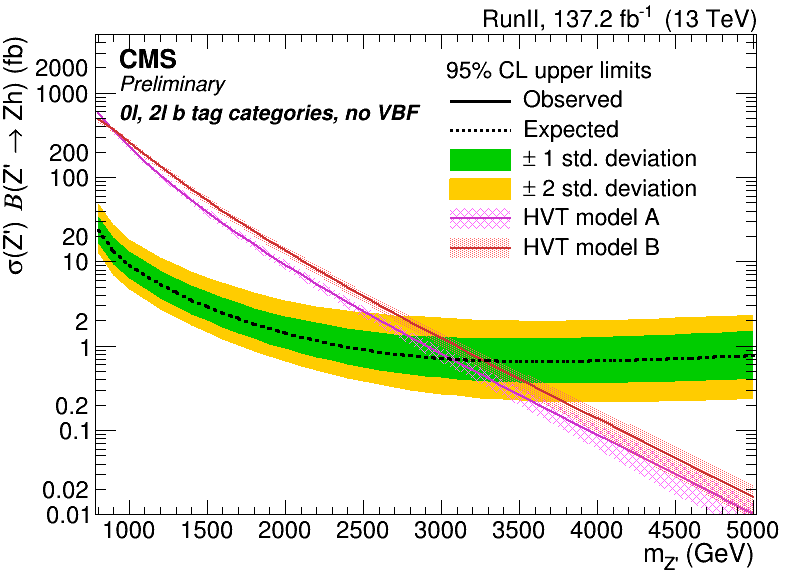 RunII, 137.2 fb⁻¹ (13 TeV)
CMS
Preliminary
0l, 2l b tag categories, no VBF
95% CL upper limits
Observed
Expected
± 1 std. deviation
± 2 std. deviation
HVT model A
HVT model B
σ(Z') B(Z' → Zh) (fb)
2000
1000
200
100
20
10
2
1
0.2
0.1
0.02
0.01
1000 1500 2000 2500 3000 3500 4000 4500 5000
m_Z' (GeV)